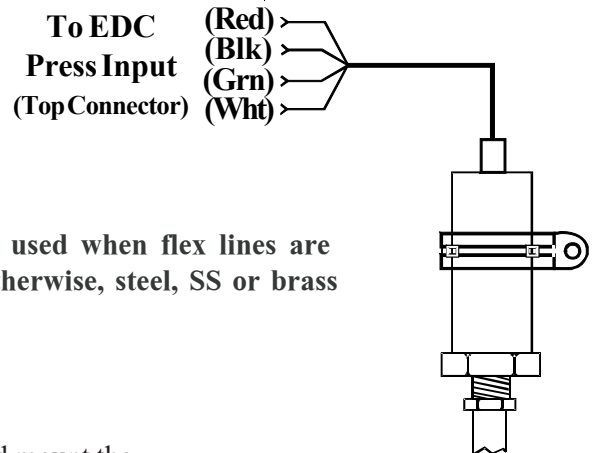 To EDC
Press Input
(Top Connector)
(Red)
(Blk)
(Grn)
(Wht)
used when flex lines are
therwise, steel, SS or brass